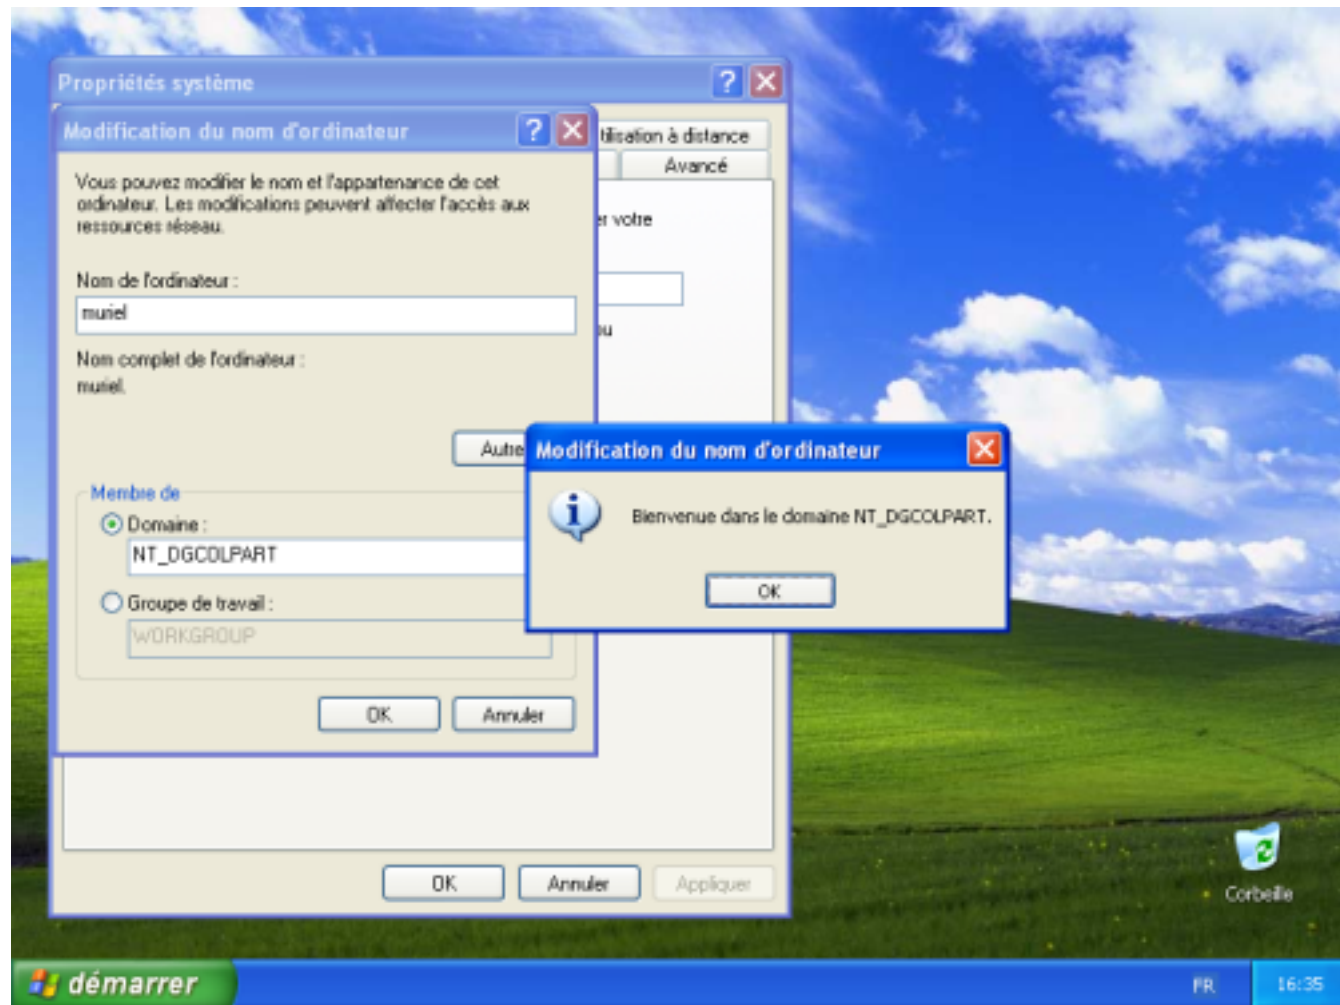 Propriétés système
Modification du nom d'ordinateur
tilisation à distance
Avancé
Vous pouvez modifier le nom et l'appartenance de cet
ordinateur. Les modifications peuvent affecter l'accès aux
ressources réseau.
er votre
Nom de l'ordinateur :
muriel
ou
Nom complet de l'ordinateur :
muriel.
Autre
Modification du nom d'ordinateur
Bienvenue dans le domaine NT_DGCOLPART.
OK
Membre de
Domaine :
NT_DGCOLPART
Groupe de travail :
WORKGROUP
OK
Annuler
OK
Annuler
Appliquer
Corbeille
démarrer
FR
16:35